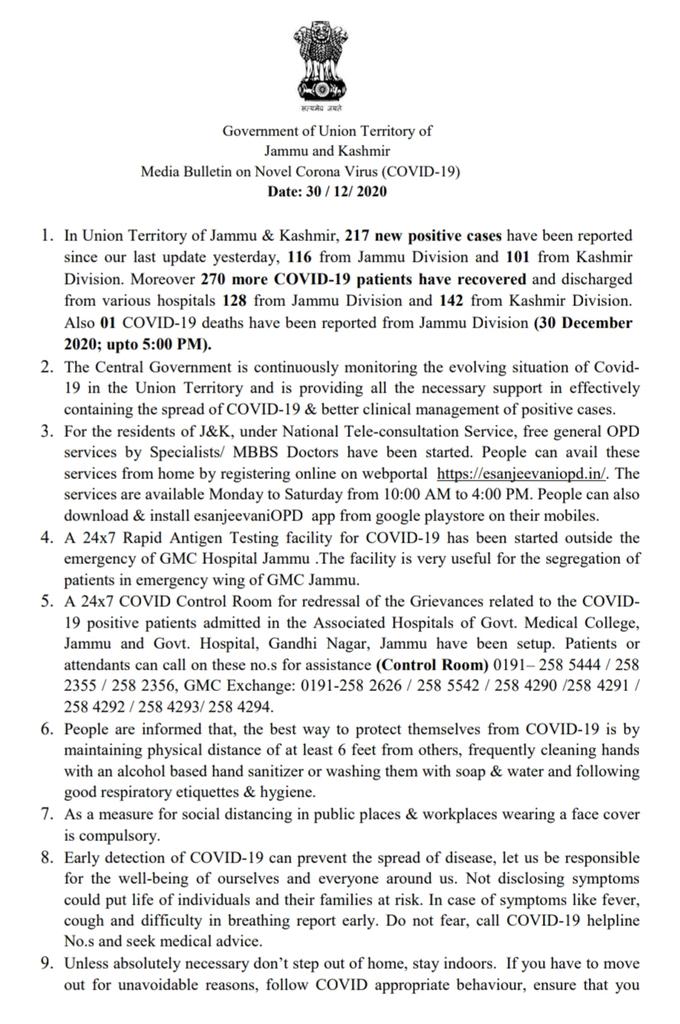 सत्यमेव जयते
Government of Union Territory of
Jammu and Kashmir
Media Bulletin on Novel Corona Virus (COVID-19)
Date: 30 / 12/ 2020
1. In Union Territory of Jammu & Kashmir, 217 new positive cases have been reported
since our last update yesterday, 116 from Jammu Division and 101 from Kashmir
Division. Moreover 270 more COVID-19 patients have recovered and discharged
from various hospitals 128 from Jammu Division and 142 from Kashmir Division.
Also 01 COVID-19 deaths have been reported from Jammu Division (30 December
2020; upto 5:00 PM).
2. The Central Government is continuously monitoring the evolving situation of Covid-
19 in the Union Territory and is providing all the necessary support in effectively
containing the spread of COVID-19 & better clinical management of positive cases.
3. For the residents of J&K, under National Tele-consultation Service, free general OPD
services by Specialists/ MBBS Doctors have been started. People can avail these
services from home by registering online on webportal https://esanjeevaniopd.in/. The
services are available Monday to Saturday from 10:00 AM to 4:00 PM. People can also
download & install esanjeevaniOPD app from google playstore on their mobiles.
4. A 24x7 Rapid Antigen Testing facility for COVID-19 has been started outside the
emergency of GMC Hospital Jammu .The facility is very useful for the segregation of
patients in emergency wing of GMC Jammu.
5. A 24x7 COVID Control Room for redressal of the Grievances related to the COVID-
19 positive patients admitted in the Associated Hospitals of Govt. Medical College,
Jammu and Govt. Hospital, Gandhi Nagar, Jammu have been setup. Patients or
attendants can call on these no.s for assistance (Control Room) 0191– 258 5444 / 258
2355 / 258 2356, GMC Exchange: 0191-258 2626 / 258 5542 / 258 4290 /258 4291 /
258 4292 / 258 4293/ 258 4294.
6. People are informed that, the best way to protect themselves from COVID-19 is by
maintaining physical distance of at least 6 feet from others, frequently cleaning hands
with an alcohol based hand sanitizer or washing them with soap & water and following
good respiratory etiquettes & hygiene.
7. As a measure for social distancing in public places & workplaces wearing a face cover
is compulsory.
8. Early detection of COVID-19 can prevent the spread of disease, let us be responsible
for the well-being of ourselves and everyone around us. Not disclosing symptoms
could put life of individuals and their families at risk. In case of symptoms like fever,
cough and difficulty in breathing report early. Do not fear, call COVID-19 helpline
No.s and seek medical advice.
9. Unless absolutely necessary don’t step out of home, stay indoors. If you have to move
out for unavoidable reasons, follow COVID appropriate behaviour, ensure that you